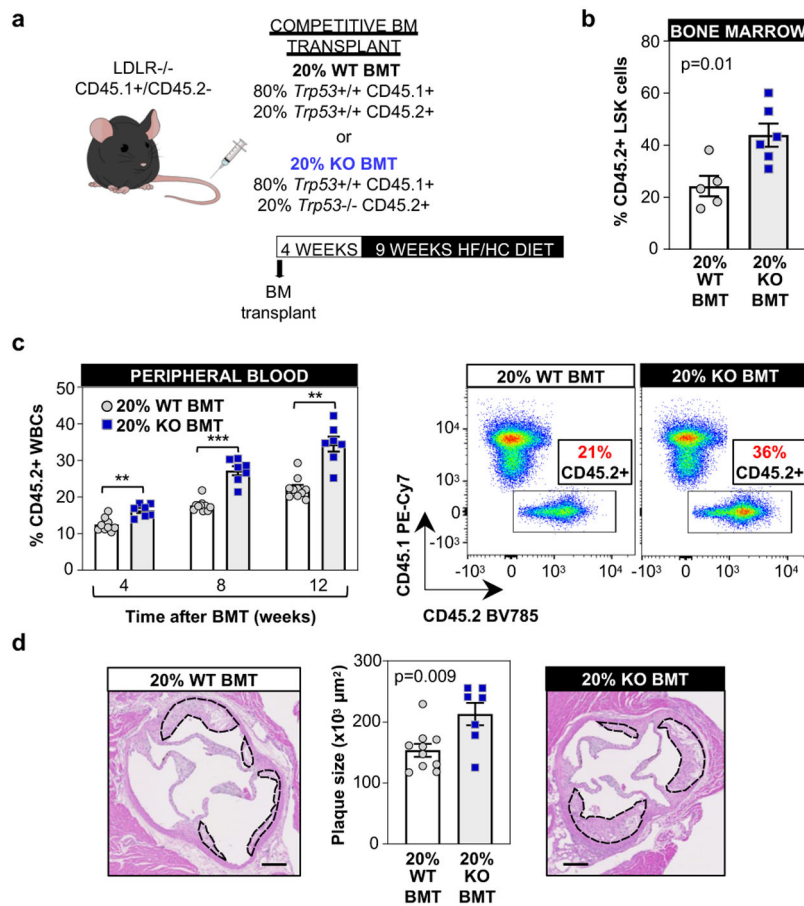 a
LDLR-/-
CD45.1+/CD45.2-
COMPETITIVE BM
TRANSPLANT
20% WT BMT
80% Trp53+/+ CD45.1+
20% Trp53+/+ CD45.2+
or
20% KO BMT
80% Trp53+/+ CD45.1+
20% Trp53-/- CD45.2+
4 WEEKS
9 WEEKS HF/HC DIET
BM
transplant
b
BONE MARROW
p=0.01
% CD45.2+ LSK cells
80
60
40
20
0
20%
WT
BMT
20%
KO
BMT
c
PERIPHERAL BLOOD
% CD45.2+ WBCs
50
40
30
20
10
0
20% WT BMT
20% KO BMT
**
***
**
4
8
12
Time after BMT (weeks)
20% WT BMT
20% KO BMT
CD45.1 PE-Cy7
10⁴
10³
0
-10³
21%
CD45.2+
-10³
0
10³
10⁴
10⁴
10³
0
-10³
36%
CD45.2+
-10³
0
10³
10⁴
CD45.2 BV785
d
20% WT BMT
Plaque size (x10³ µm²)
300
200
100
0
p=0.009
20%
WT
BMT
20%
KO
BMT
20% KO BMT